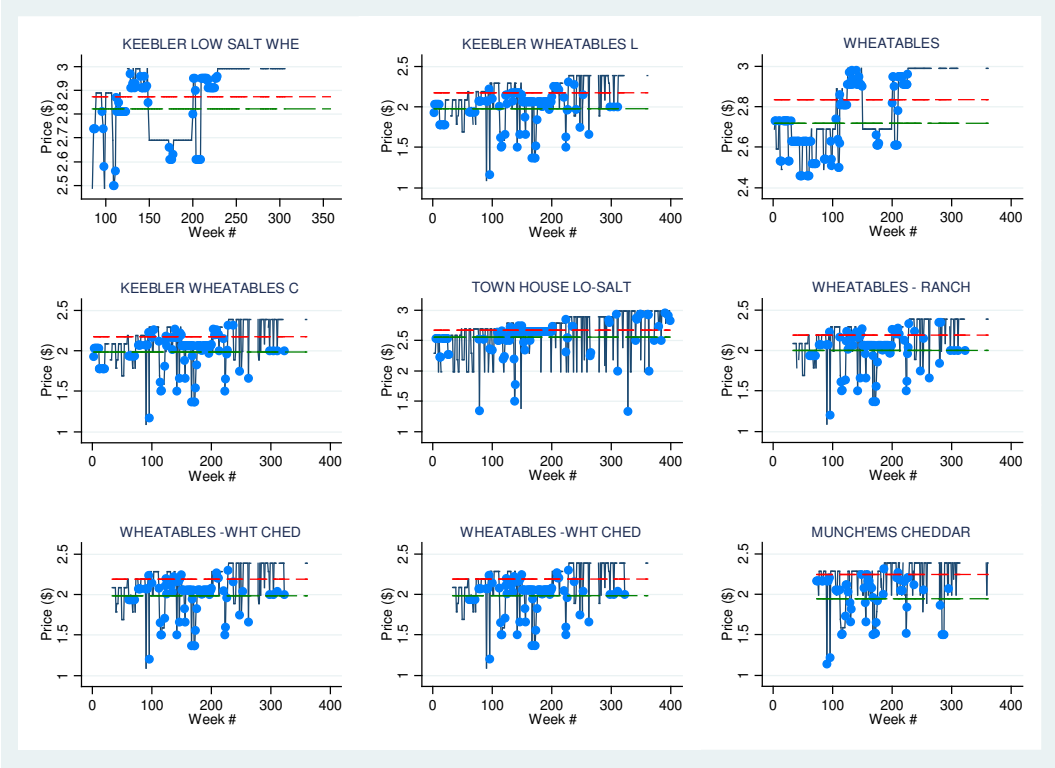 KEEBLER LOW SALT WHE
Price ($)
3
2.9
2.8
2.7
2.6
2.5
100 150 200 250 300 350
Week #
KEEBLER WHEATABLES L
Price ($)
2.5
2
1.5
1
0 100 200 300 400
Week #
WHEATABLES
Price ($)
3
2.8
2.6
2.4
0 100 200 300 400
Week #
KEEBLER WHEATABLES C
Price ($)
2.5
2
1.5
1
0 100 200 300 400
Week #
TOWN HOUSE LO-SALT
Price ($)
3
2.5
2
1.5
1
0 100 200 300 400
Week #
WHEATABLES - RANCH
Price ($)
2.5
2
1.5
1
0 100 200 300 400
Week #
WHEATABLES -WHT CHED
Price ($)
2.5
2
1.5
1
0 100 200 300 400
Week #
WHEATABLES -WHT CHED
Price ($)
2.5
2
1.5
1
0 100 200 300 400
Week #
MUNCH'EMS CHEDDAR
Price ($)
2.5
2
1.5
1
0 100 200 300 400
Week #